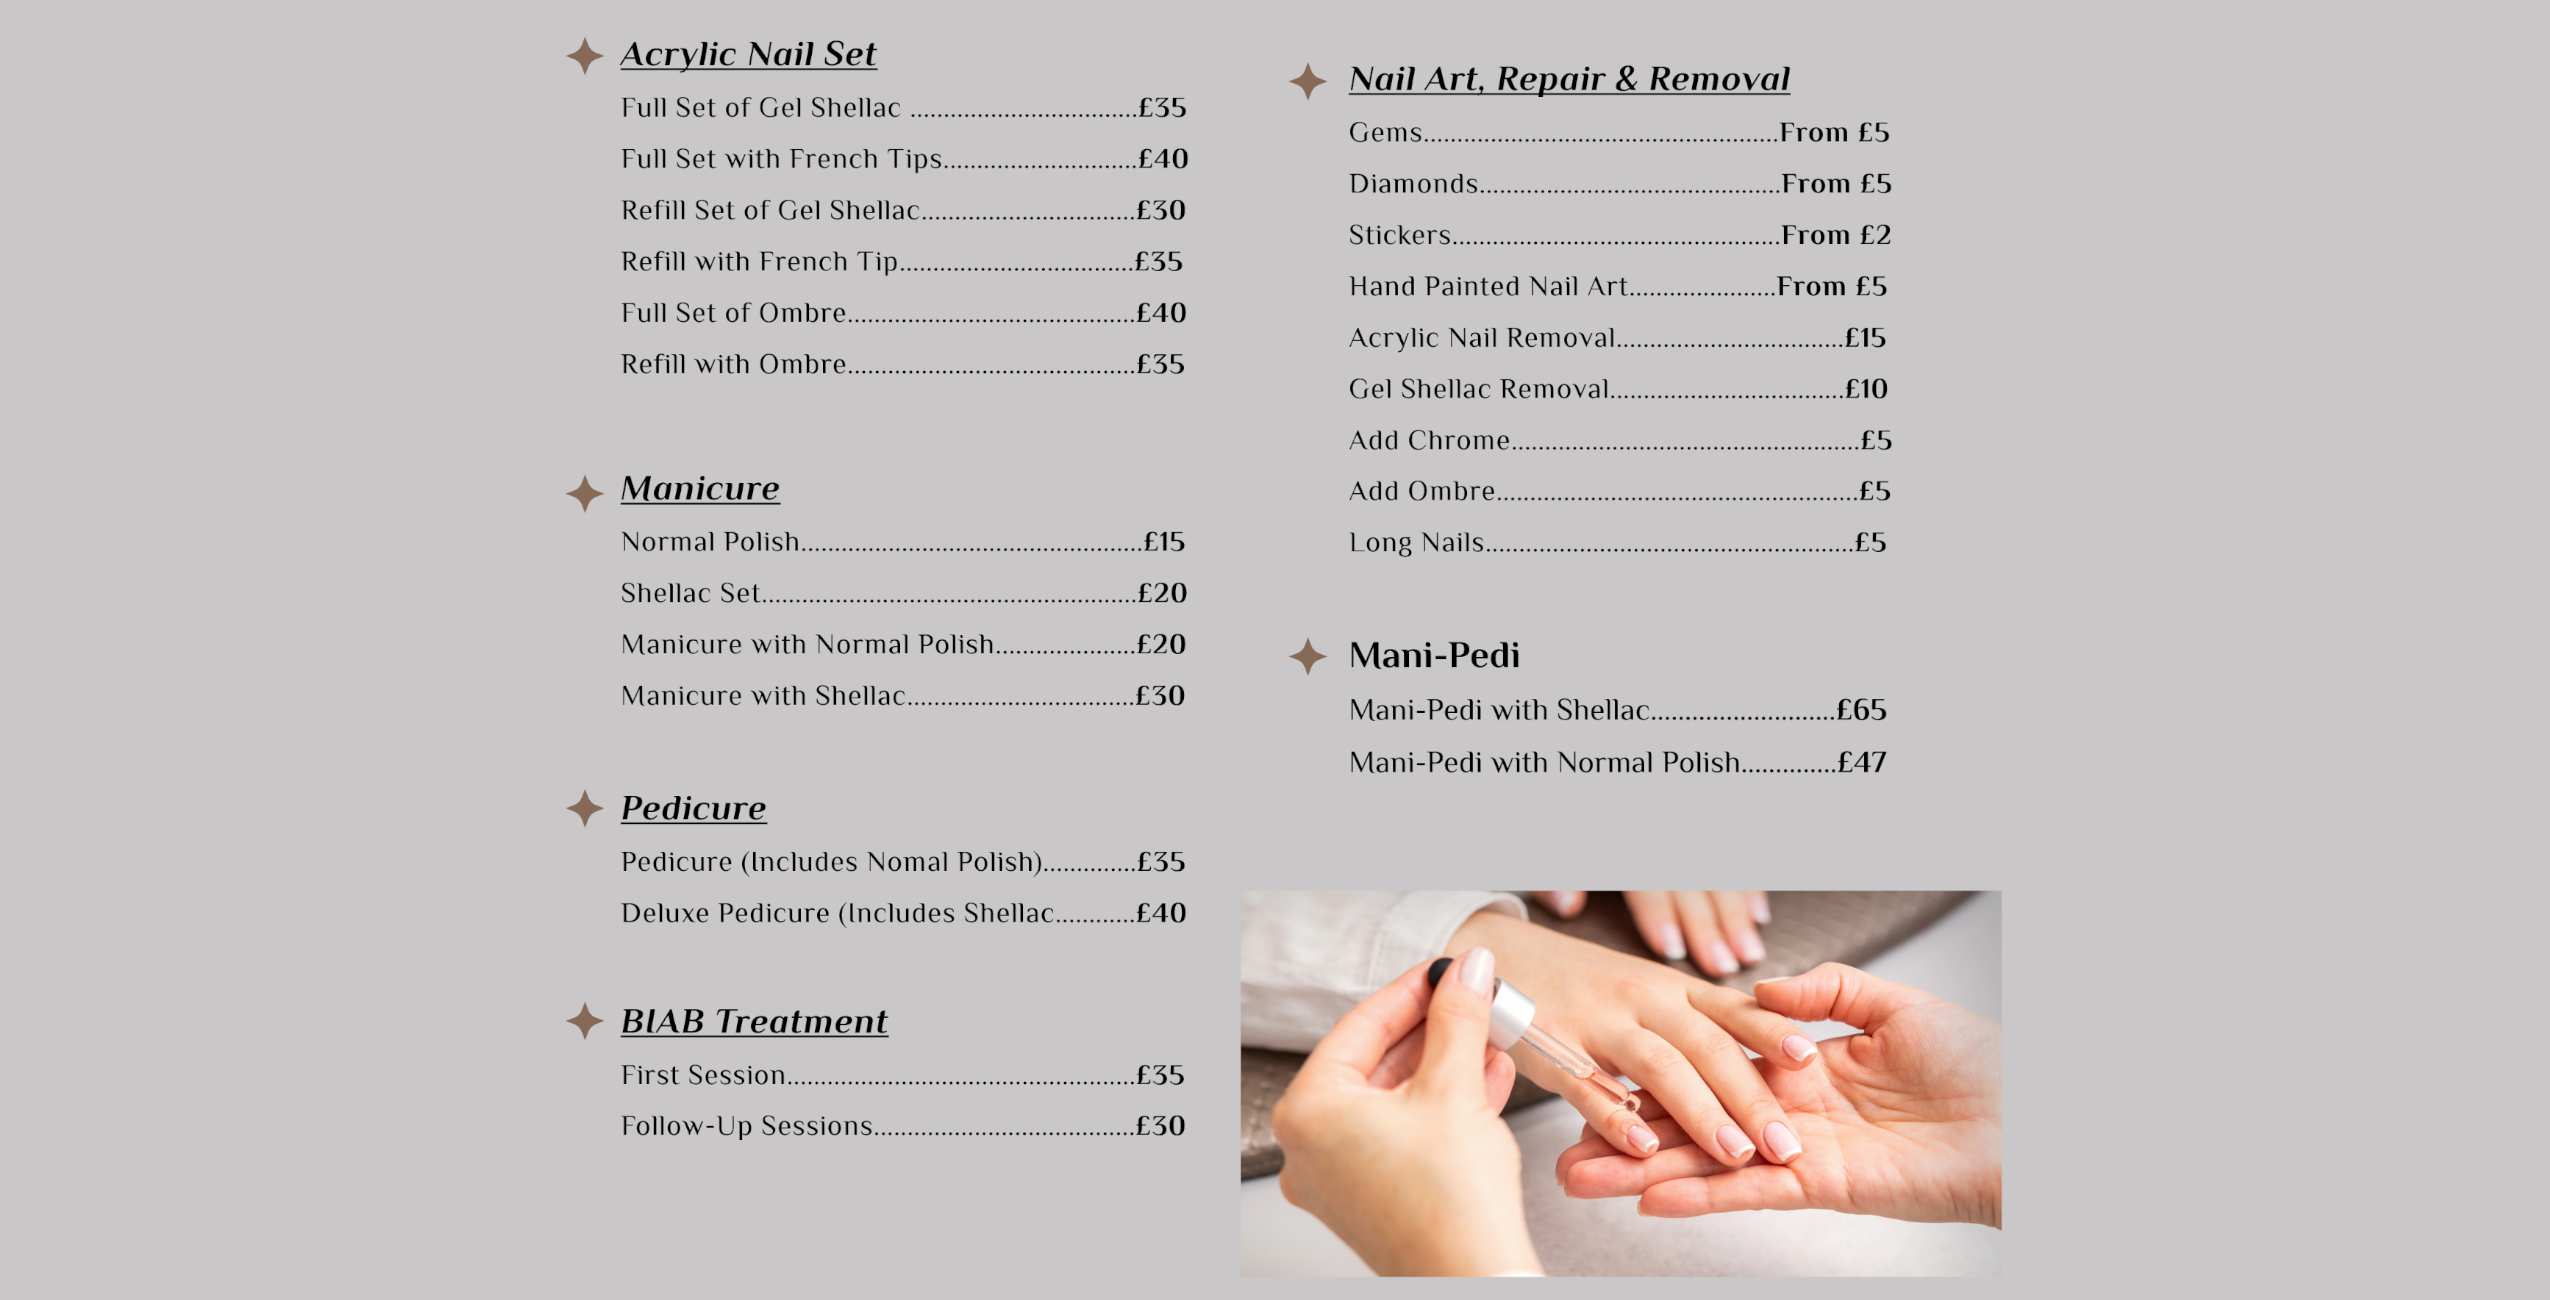 Acrylic Nail Set
Full Set of Gel Shellac ..................................£35
Full Set with French Tips.............................£40
Refill Set of Gel Shellac................................£30
Refill with French Tip...................................£35
Full Set of Ombre...........................................£40
Refill with Ombre...........................................£35
Manicure
Normal Polish...................................................£15
Shellac Set........................................................£20
Manicure with Normal Polish.....................£20
Manicure with Shellac..................................£30
Pedicure
Pedicure (Includes Nomal Polish)..............£35
Deluxe Pedicure (Includes Shellac............£40
BIAB Treatment
First Session....................................................£35
Follow-Up Sessions.......................................£30
Nail Art, Repair & Removal
Gems.....................................................From £5
Diamonds.............................................From £5
Stickers.................................................From £2
Hand Painted Nail Art......................From £5
Acrylic Nail Removal..................................£15
Gel Shellac Removal...................................£10
Add Chrome....................................................£5
Add Ombre......................................................£5
Long Nails.......................................................£5
Mani-Pedi
Mani-Pedi with Shellac...........................£65
Mani-Pedi with Normal Polish..............£47